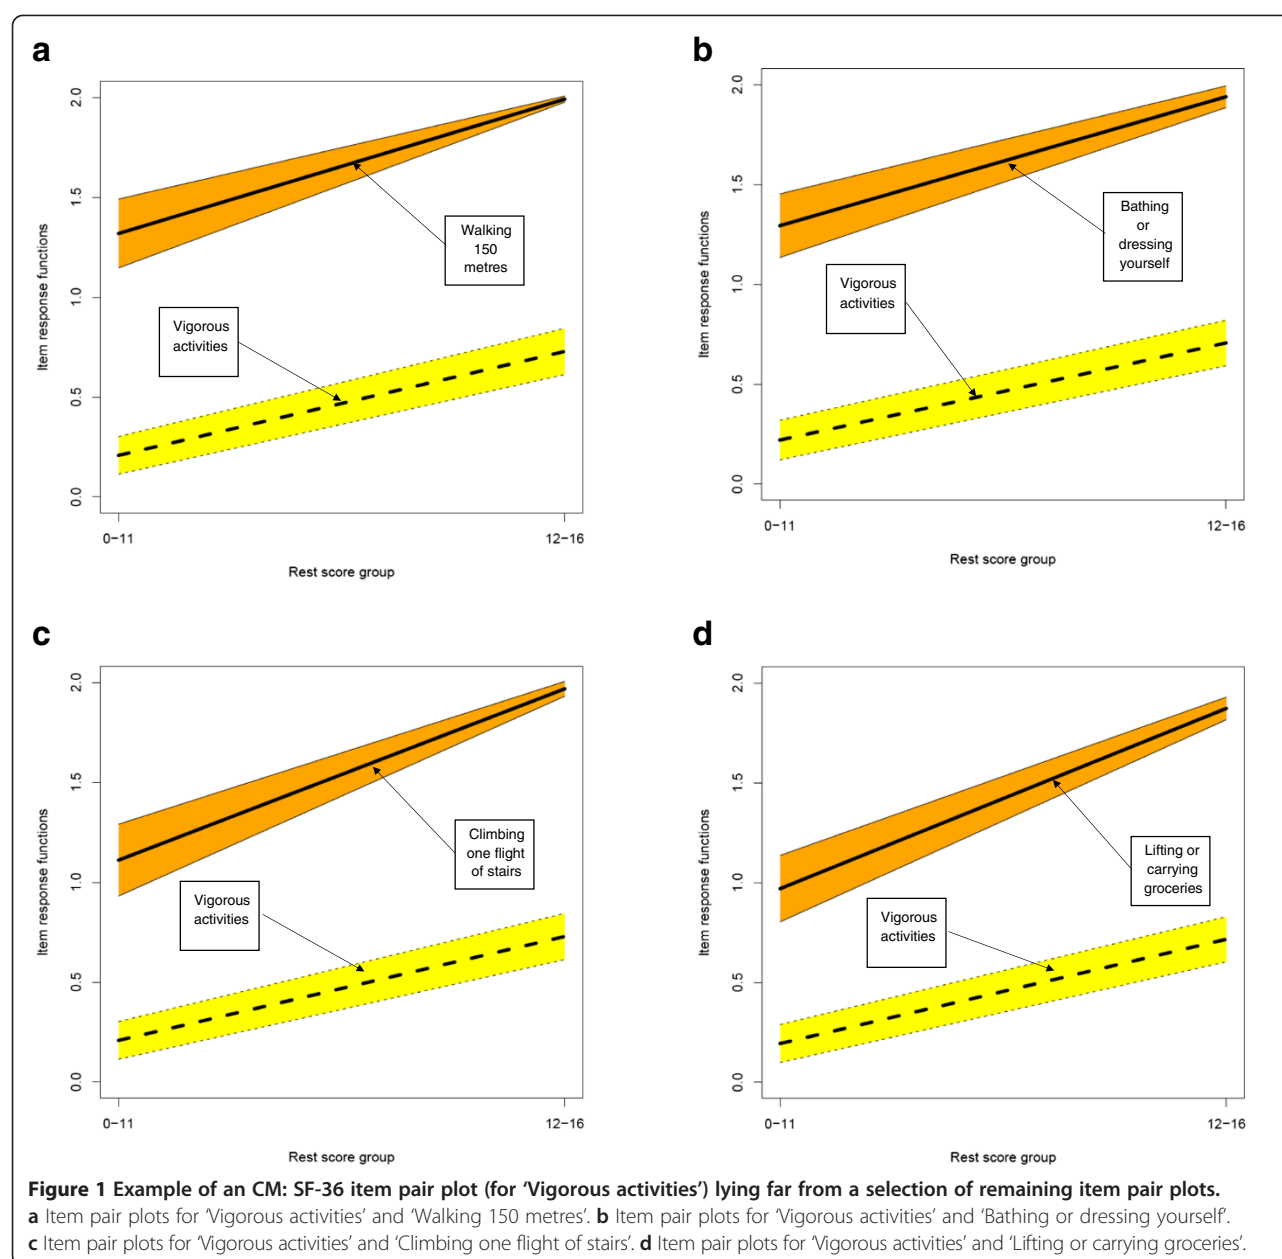 a
2.0
1.5
1.0
0.5
0.0
Item response functions
Walking
150
metres
Vigorous
activities
0−11
12−16
Rest score group
b
2.0
1.5
1.0
0.5
0.0
Item response functions
Bathing
or
dressing
yourself
Vigorous
activities
0−11
12−16
Rest score group
c
2.0
1.5
1.0
0.5
0.0
Item response functions
Climbing
one flight
of stairs
Vigorous
activities
0−11
12−16
Rest score group
d
2.0
1.5
1.0
0.5
0.0
Item response functions
Lifting or
carrying
groceries
Vigorous
activities
0−11
12−16
Rest score group
Figure 1 Example of an CM: SF-36 item pair plot (for ‘Vigorous activities’) lying far from a selection of remaining item pair plots.
a Item pair plots for ‘Vigorous activities’ and ‘Walking 150 metres’. b Item pair plots for ‘Vigorous activities’ and ‘Bathing or dressing yourself’.
c Item pair plots for ‘Vigorous activities’ and ‘Climbing one flight of stairs’. d Item pair plots for ‘Vigorous activities’ and ‘Lifting or carrying groceries’.